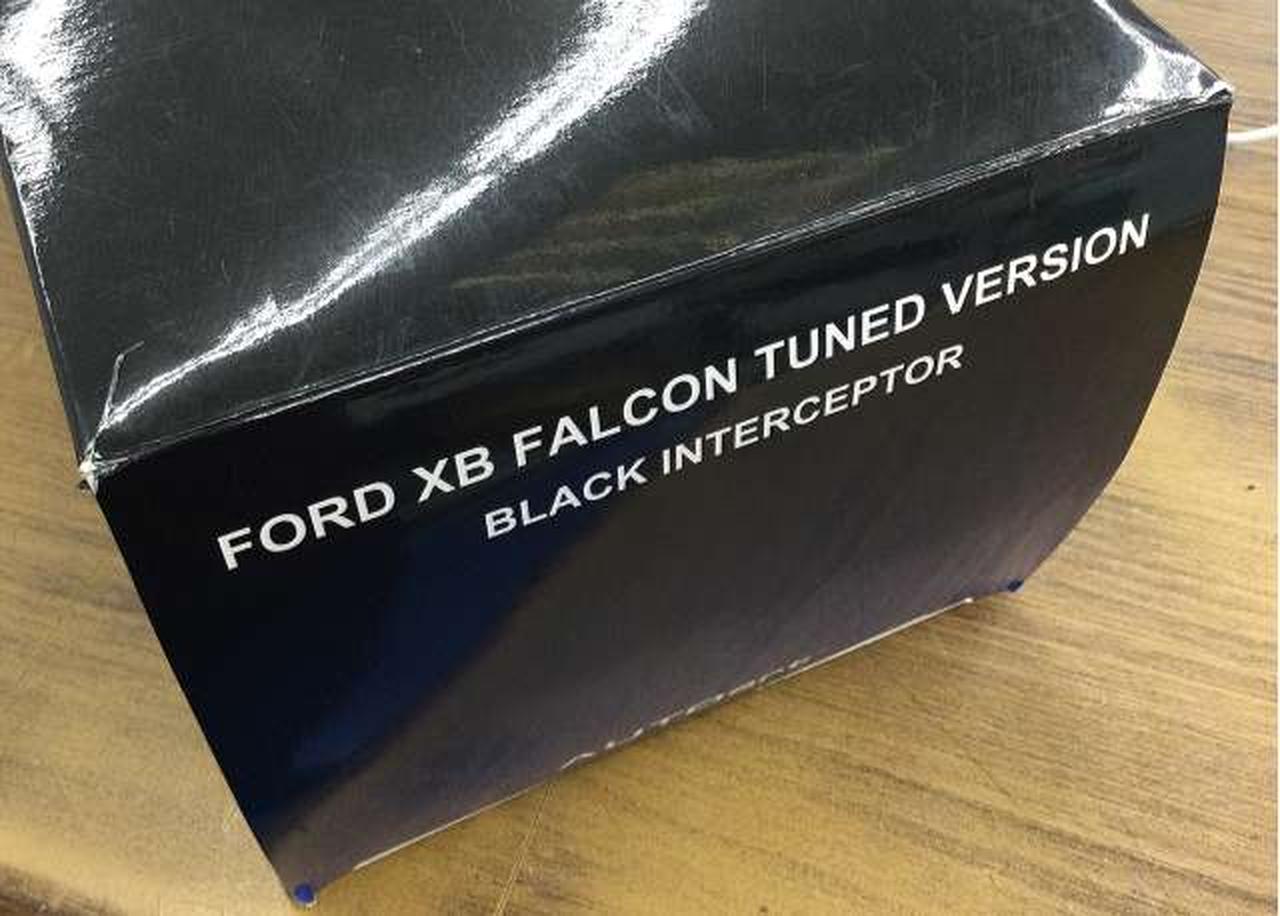 FORD XB FALCON TUNED VERSION
BLACK INTERCEPTOR